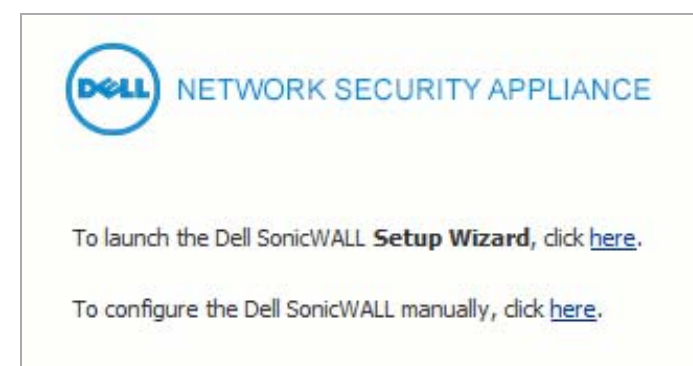 DELL NETWORK SECURITY APPLIANCE
To launch the Dell SonicWALL Setup Wizard, click here.
To configure the Dell SonicWALL manually, click here.